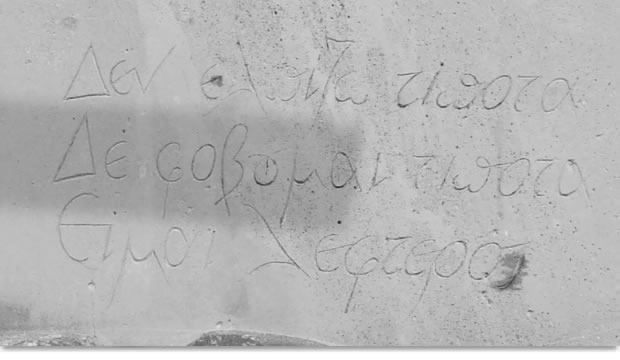 Δεν ελπιζω τιποτα
Δε φοβουμαι τιποτα
Ειμαι λεφτερος